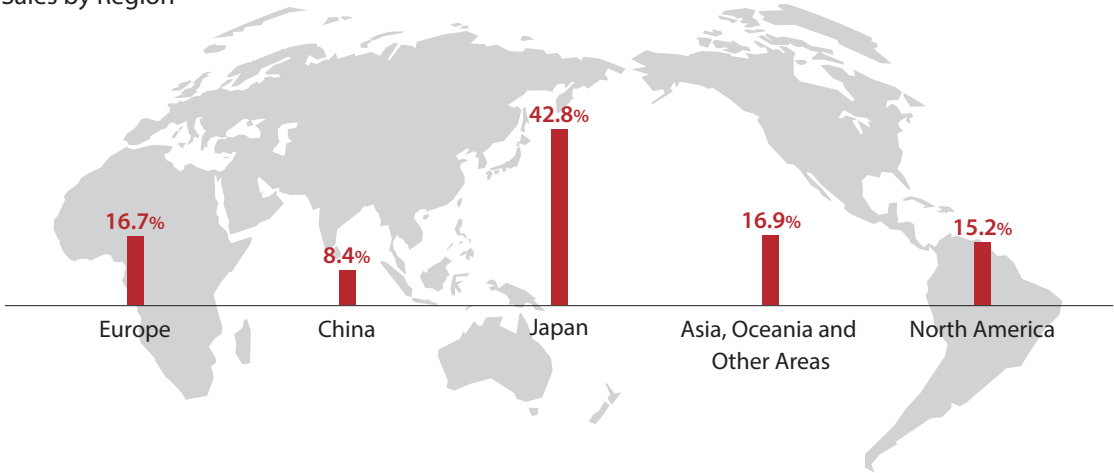 Sales by Region
42.8%
16.7%
8.4%
16.9%
15.2%
Europe
China
Japan
Asia, Oceania and
Other Areas
North America